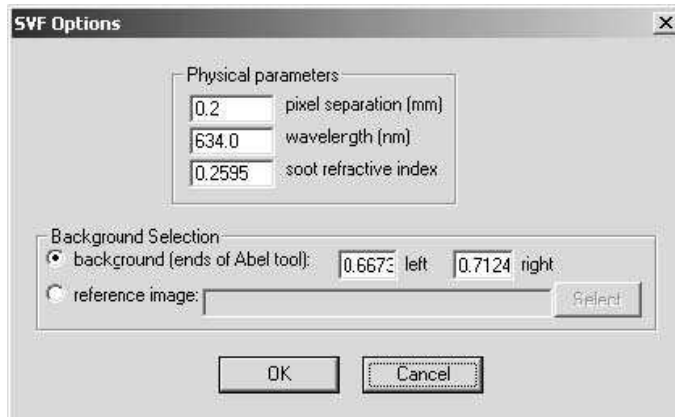 SVF Options
Physical parameters
0.2 pixel separation (mm)
634.0 wavelength (nm)
0.2595 soot refractive index
Background Selection
background (ends of Abel tool): 0.6673 left 0.7124 right
reference image: Select
OK Cancel